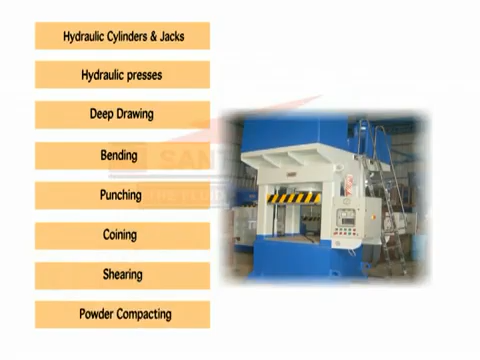 Hydraulic Cylinders & Jacks
Hydraulic presses
Deep Drawing
Bending
Punching
Coining
Shearing
Powder Compacting